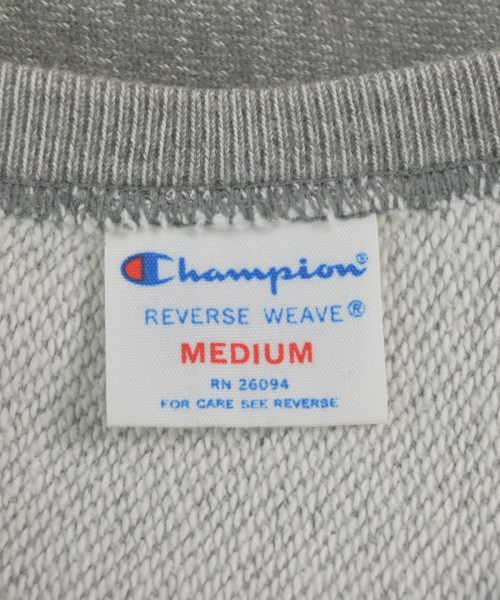 Champion®
REVERSE WEAVE®
MEDIUM
RN 26094
FOR CARE SEE REVERSE